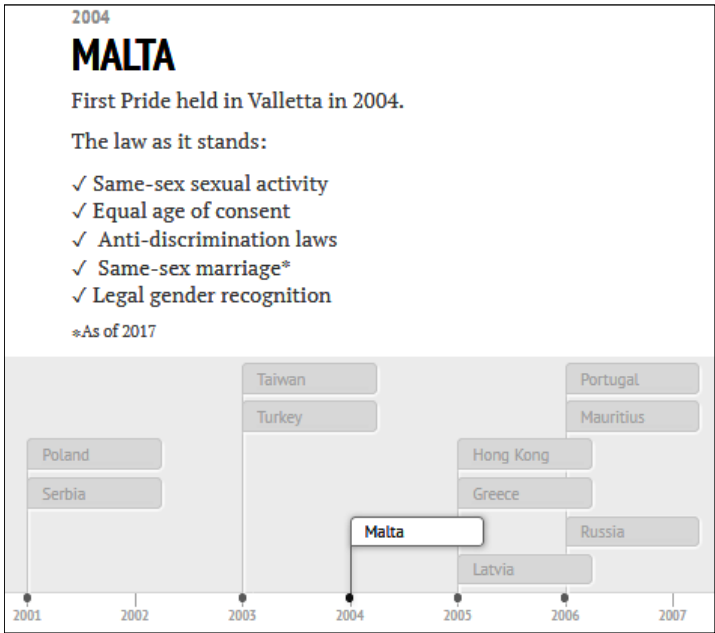 2004
MALTA
First Pride held in Valletta in 2004.
The law as it stands:
✓ Same-sex sexual activity
✓ Equal age of consent
✓ Anti-discrimination laws
✓ Same-sex marriage*
✓ Legal gender recognition
*As of 2017
Taiwan
Portugal
Turkey
Mauritius
Poland
Hong Kong
Serbia
Greece
Malta
Russia
Latvia
2001 2002 2003 2004 2005 2006 2007